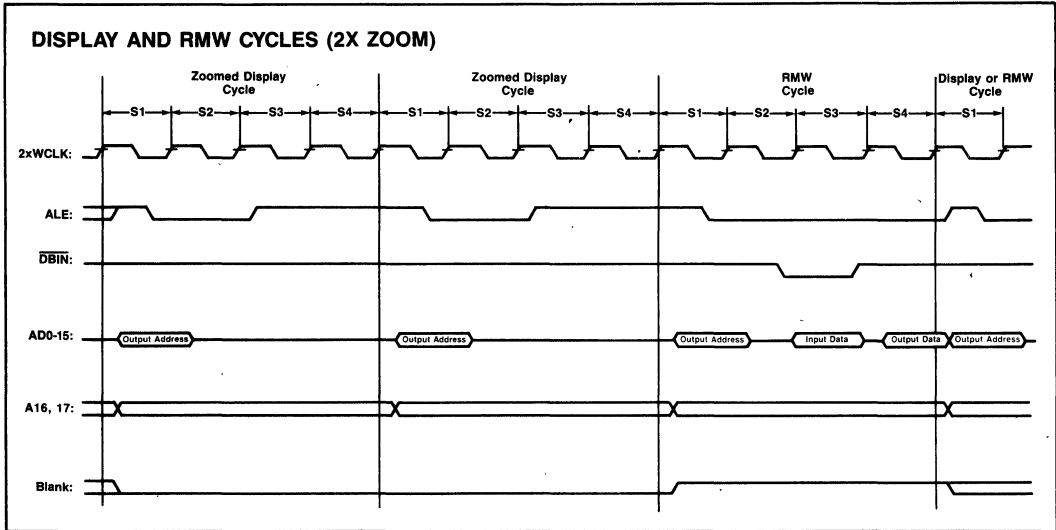 DISPLAY AND RMW CYCLES (2X ZOOM)
Zoomed Display Cycle
Zoomed Display Cycle
RMW Cycle
Display or RMW Cycle
S1 S2 S3 S4 S1 S2 S3 S4 S1 S2 S3 S4 S1
2xWCLK:
ALE:
DBIN:
AD0-15: Output Address Output Address Output Address Input Data Output Data Output Address
A16, 17:
Blank: